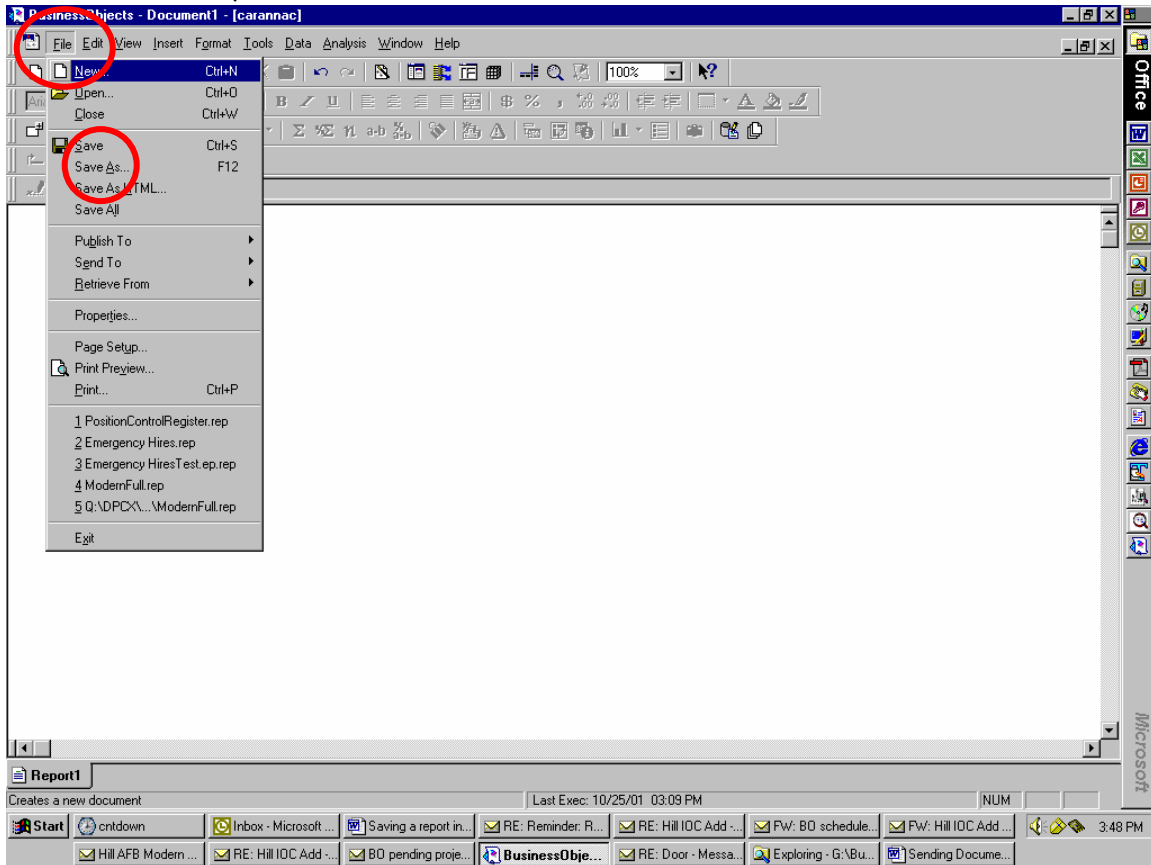 BusinessObjects - Document1 - [carannac]
File Edit View Insert Format Tools Data Analysis Window Help
100%
B I U $ % ,
New... Ctrl+N
Open... Ctrl+O
Close Ctrl+W
Save Ctrl+S
Save As... F12
Save As HTML...
Save All
Publish To
Send To
Retrieve From
Properties...
Page Setup...
Print Preview...
Print... Ctrl+P
1 PositionControlRegister.rep
2 Emergency Hires.rep
3 Emergency HiresTest.ep.rep
4 ModernFull.rep
5 Q:\DPCX\...\ModernFull.rep
Exit
Office
Microsoft
Report1
Creates a new document Last Exec: 10/25/01 03:09 PM NUM
Start cntdown Inbox - Microsoft ... Saving a report in... RE: Reminder: R... RE: Hill IOC Add -... FW: BO schedule... FW: Hill IOC Add ... 3:48 PM
Hill AFB Modern ... RE: Hill IOC Add -... BO pending proje... BusinessObje... RE: Door - Messa... Exploring - G:\Bu... Sending Docume...